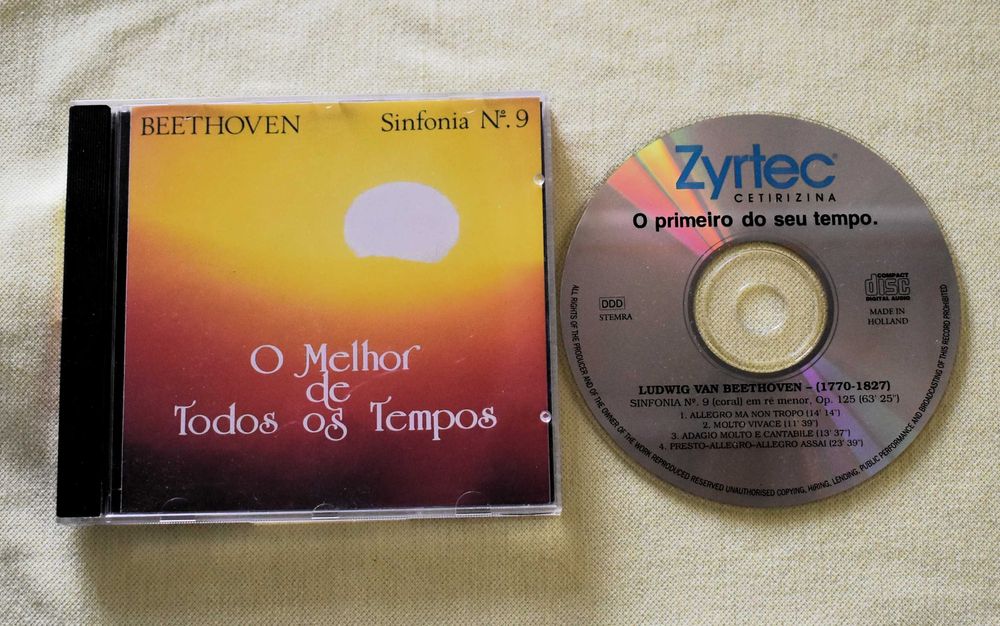 BEETHOVEN Sinfonia Nº. 9
O Melhor
de
Todos os Tempos
Zyrtec®
CETIRIZINA
O primeiro do seu tempo.
DDD
STEMRA
COMPACT
disc
DIGITAL AUDIO
MADE IN
HOLLAND
LUDWIG VAN BEETHOVEN – (1770-1827)
SINFONIA Nº. 9 (coral) em ré menor, Op. 125 (63' 25")
1. ALLEGRO MA NON TROPO (14' 14")
2. MOLTO VIVACE (11' 39")
3. ADAGIO MOLTO E CANTABILE (13' 37")
4. PRESTO-ALLEGRO-ALLEGRO ASSAI (23' 39")
ALL RIGHTS OF THE PRODUCER AND OF THE OWNER OF THE WORK REPRODUCED RESERVED UNAUTHORISED COPYING, HIRING, LENDING, PUBLIC PERFORMANCE AND BROADCASTING OF THIS RECORD PROHIBITED